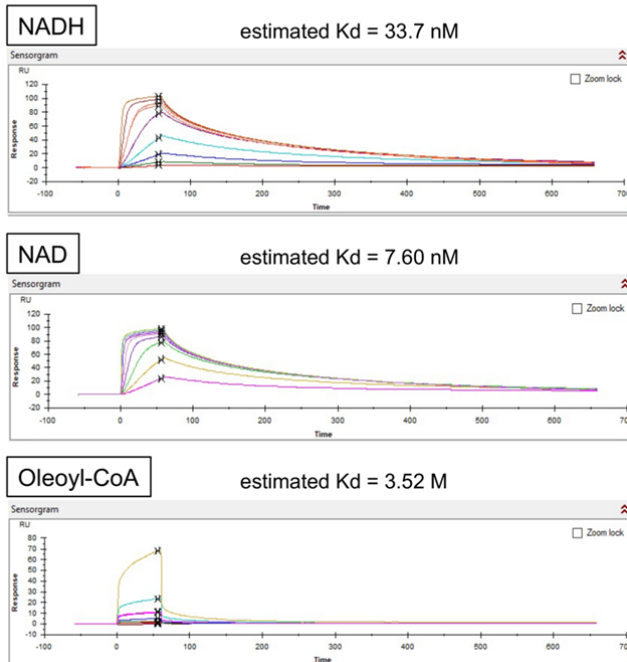 NADH estimated Kd = 33.7 nM
Sensorgram
RU
Zoom lock
120
100
80
60
40
20
0
-20
Response
-100 0 100 200 300 400 500 600 70
Time
NAD estimated Kd = 7.60 nM
Sensorgram
RU
Zoom lock
140
120
100
80
60
40
20
0
-20
Response
-100 0 100 200 300 400 500 600 700
Time
Oleoyl-CoA estimated Kd = 3.52 M
Sensorgram
RU
Zoom lock
80
70
60
50
40
30
20
10
0
-10
Response
-100 0 100 200 300 400 500 600 70
Time